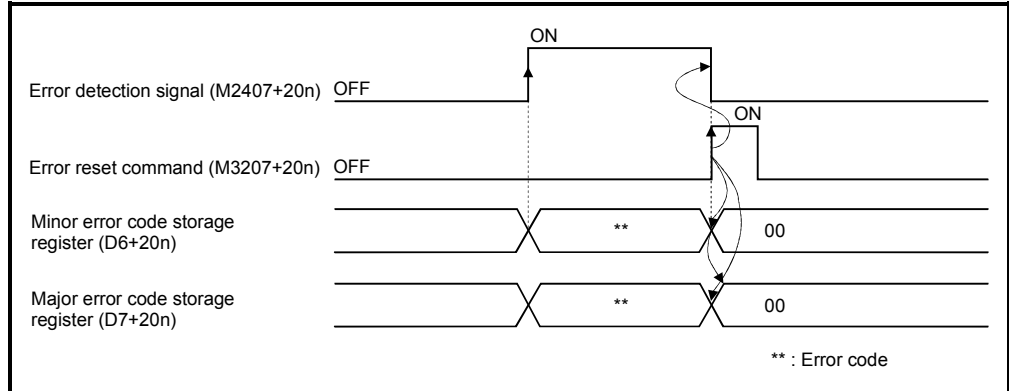 ON
Error detection signal (M2407+20n) OFF
ON
Error reset command (M3207+20n) OFF
Minor error code storage
register (D6+20n)
** 00
Major error code storage
register (D7+20n)
** 00
** : Error code